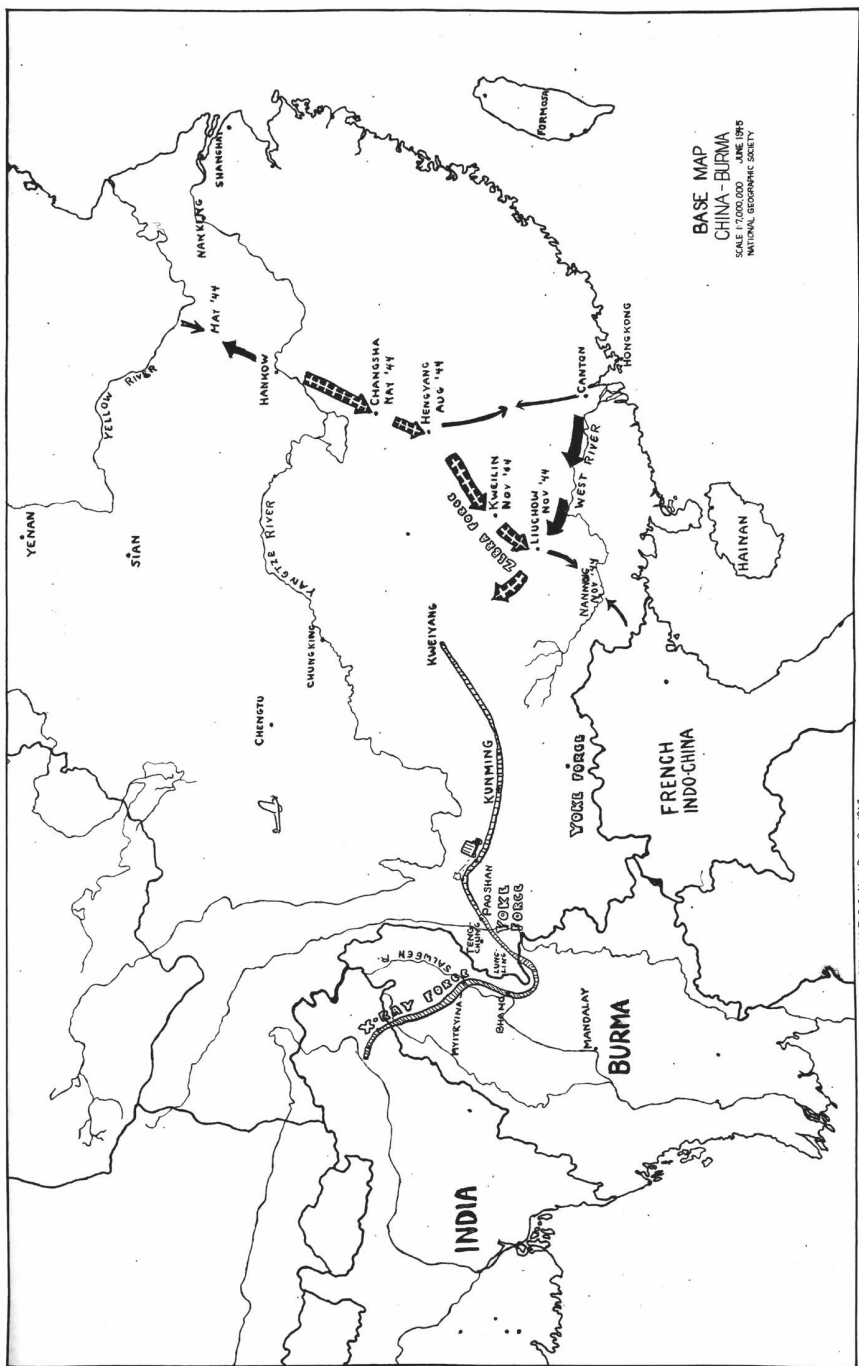 YENAN
SIAN
YELLOW
RIVER
MAY '44
NANKING
SHANGHAI
CHENGTU
CHUNGKING
YANGTZE RIVER
HANKOW
CHANGSHA
MAY '44
HENGYANG
AUG '44
KWEIYANG
ZEBRA FORCE
KWEILIN
NOV '44
LIUCHOW
NOV '44
FORMOSA
X-RAY FORCE
SALWEEN
R.
TENG-
CHUNG
PAOSHAN
LUNG-
LING
YOKE
FORCE
KUNMING
MYITRYINA
BHAMO
INDIA
MANDALAY
BURMA
YOKE FORCE
NANNING
NOV '44
WEST RIVER
CANTON
HONGKONG
FRENCH
INDO-CHINA
HAINAN
BASE MAP
CHINA-BURMA
SCALE 1:7,000,000 JUNE 1945
NATIONAL GEOGRAPHIC SOCIETY